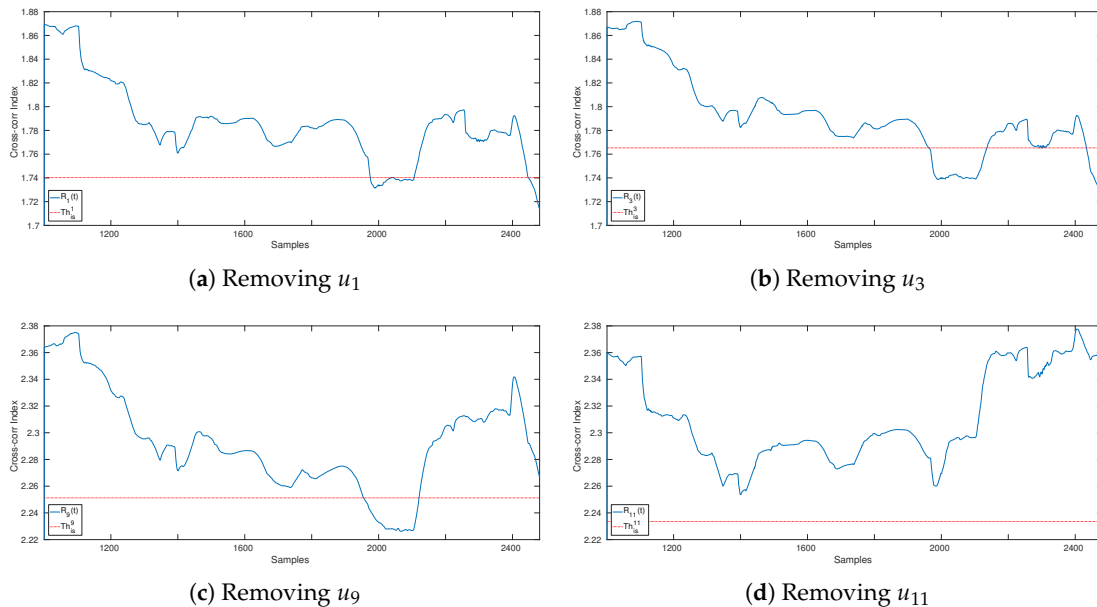 1.88
1.86
1.84
1.82
1.8
1.78
1.76
1.74
1.72
1.7
Cross-corr Index
R1(t)
Th1is
1200 1600 2000 2400
Samples
(a) Removing u1
1.88
1.86
1.84
1.82
1.8
1.78
1.76
1.74
1.72
1.7
Cross-corr Index
R3(t)
Th3is
1200 1600 2000 2400
Samples
(b) Removing u3
2.38
2.36
2.34
2.32
2.3
2.28
2.26
2.24
2.22
Cross-corr Index
R9(t)
Th9is
1200 1600 2000 2400
Samples
(c) Removing u9
2.38
2.36
2.34
2.32
2.3
2.28
2.26
2.24
2.22
Cross-corr Index
R11(t)
Th11is
1200 1600 2000 2400
Samples
(d) Removing u11